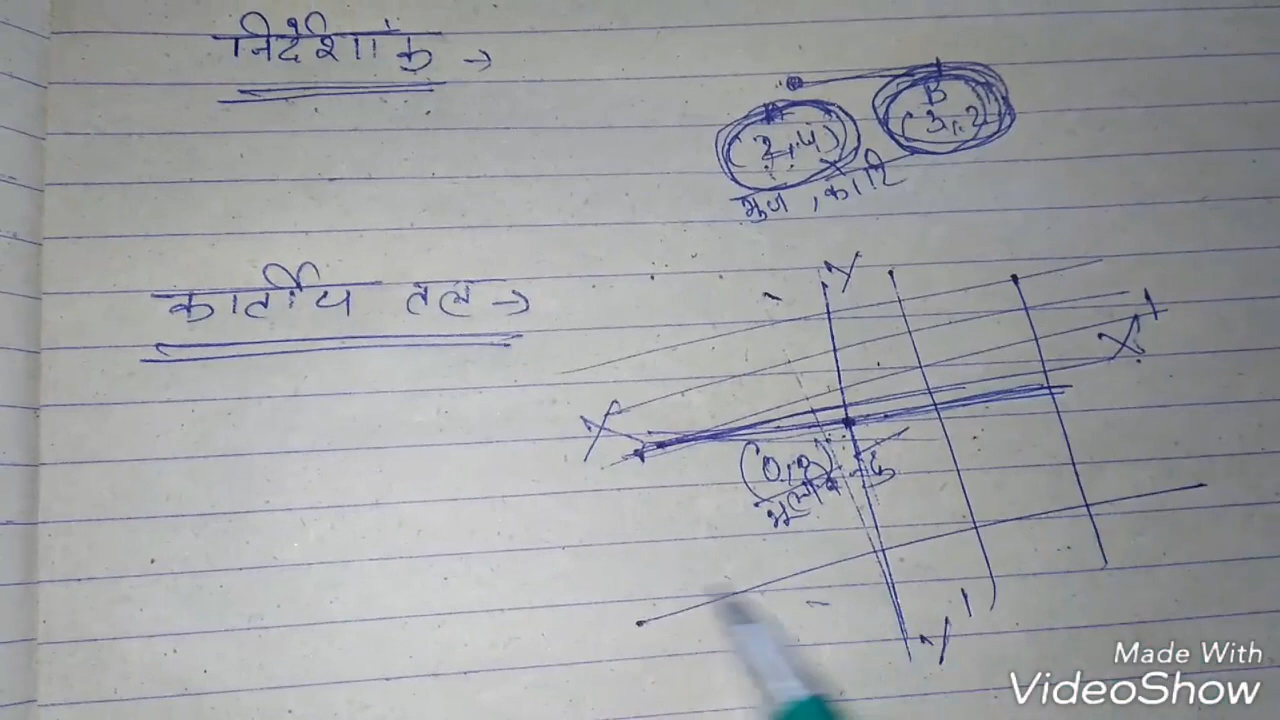 निर्देशांक →
B
(2,4) (3,2
भुज , कोटि
कार्तीय तल →
Y
X'
X
(0,0)
मूल बिन्दु
Y'
Made With
VideoShow